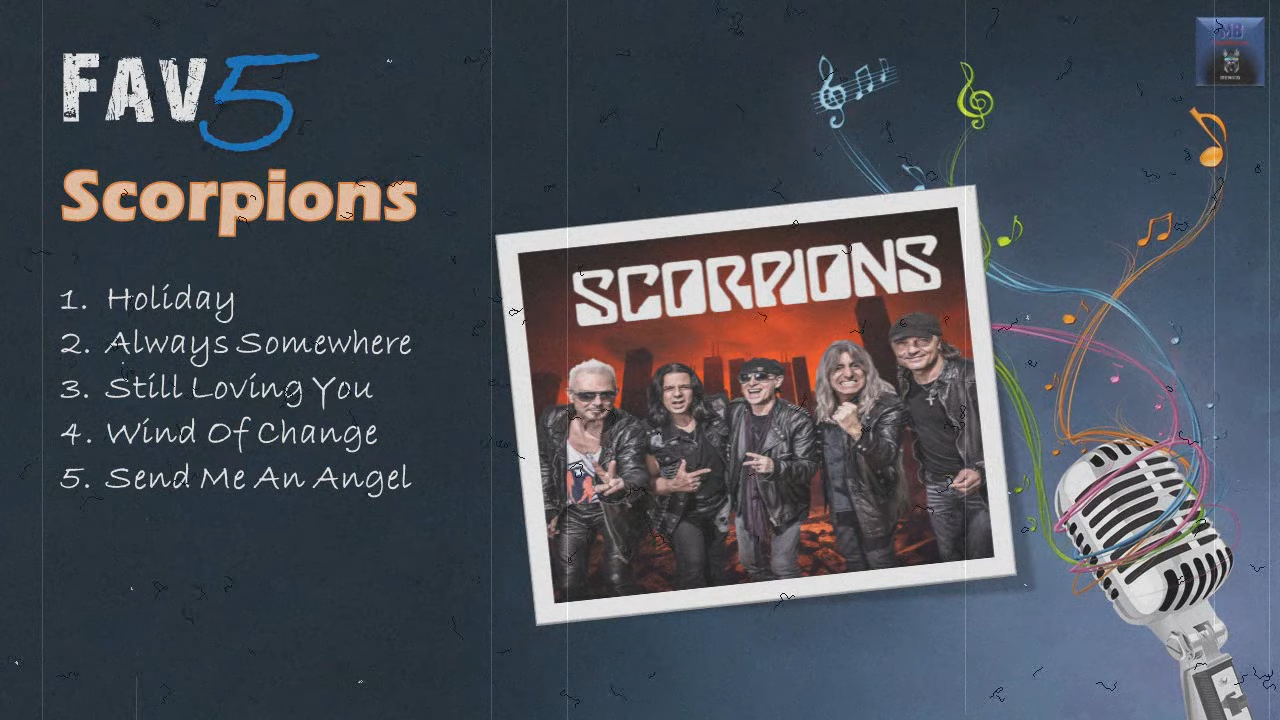 FAV5
Scorpions
1. Holiday
2. Always Somewhere
3. Still Loving You
4. Wind Of Change
5. Send Me An Angel
SCORPIONS
MB